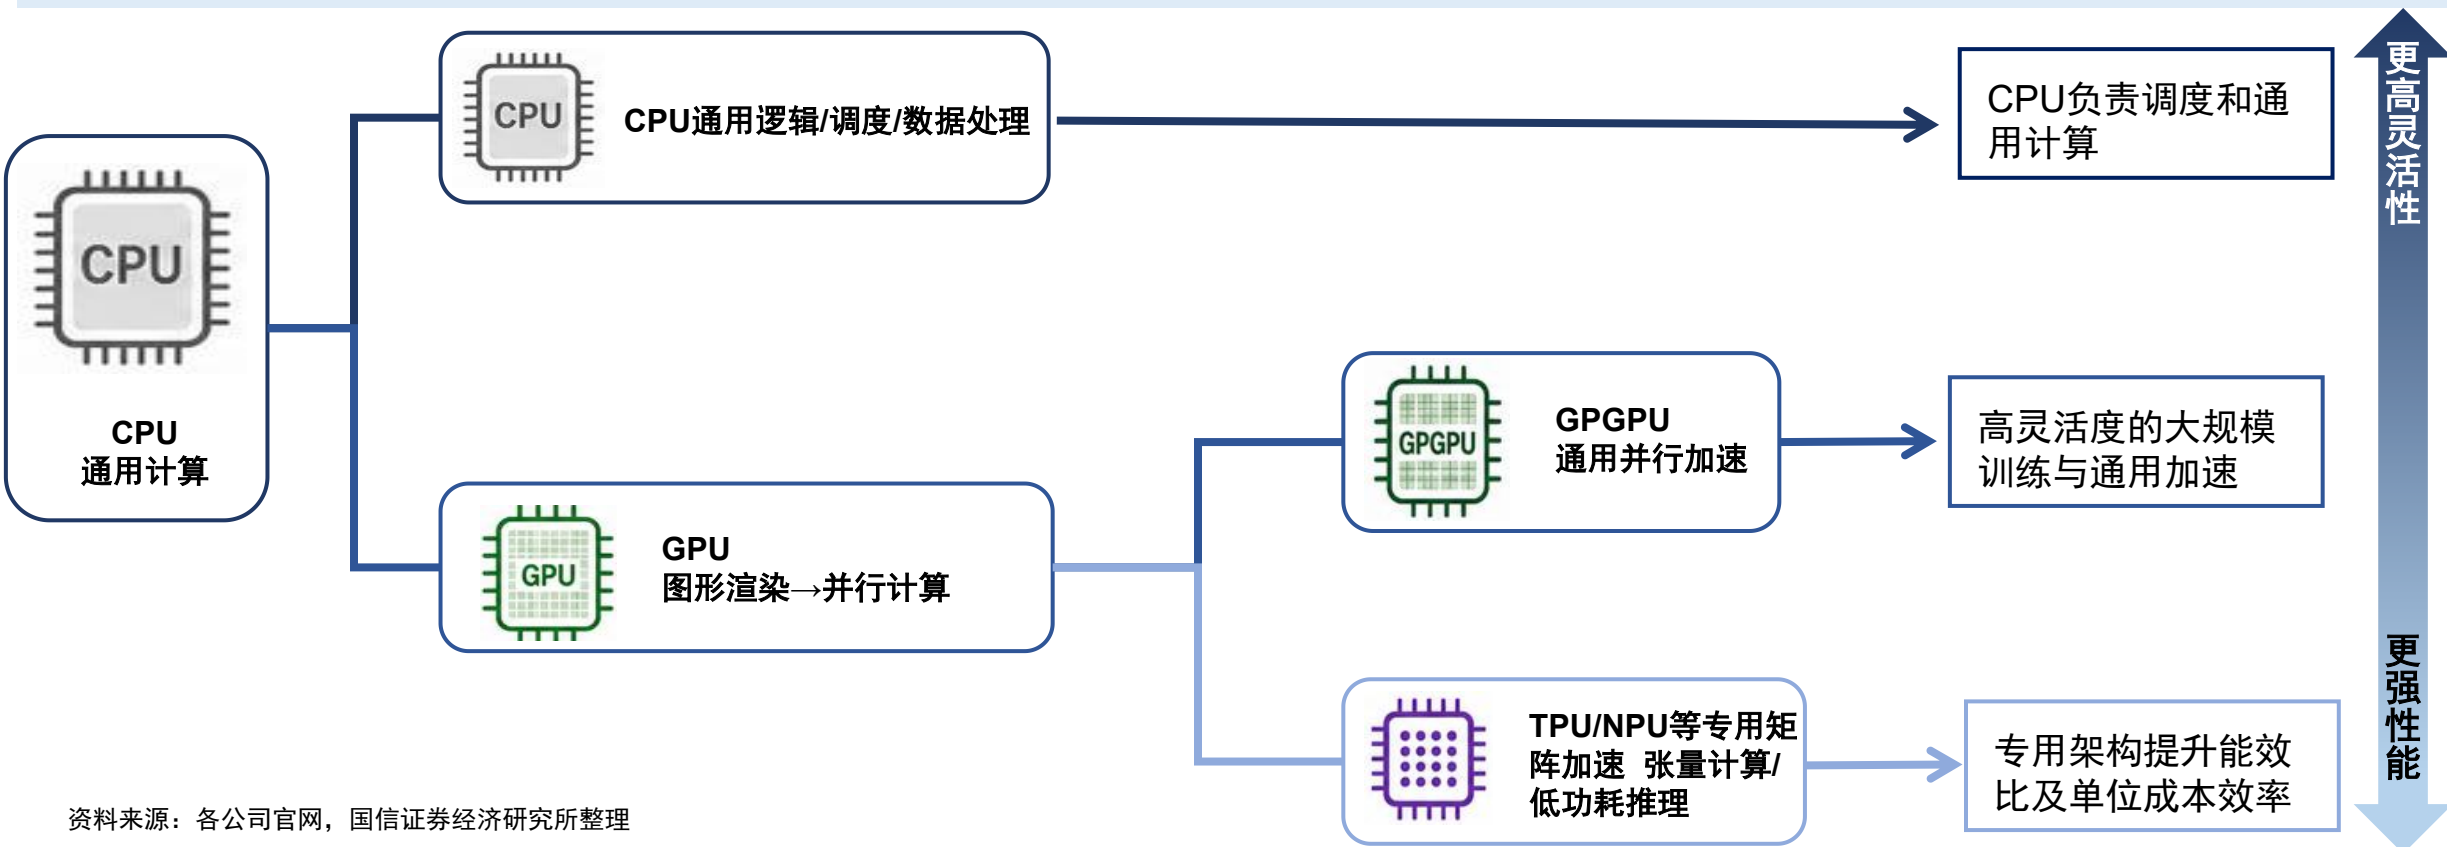 CPU
CPU
通用计算
CPU
CPU通用逻辑/调度/数据处理
CPU负责调度和通
用计算
GPU
GPU
图形渲染→并行计算
GPGPU
GPGPU
通用并行加速
高灵活度的大规模
训练与通用加速
TPU/NPU等专用矩
阵加速 张量计算/
低功耗推理
专用架构提升能效
比及单位成本效率
更高灵活性
更强性能
资料来源：各公司官网，国信证券经济研究所整理